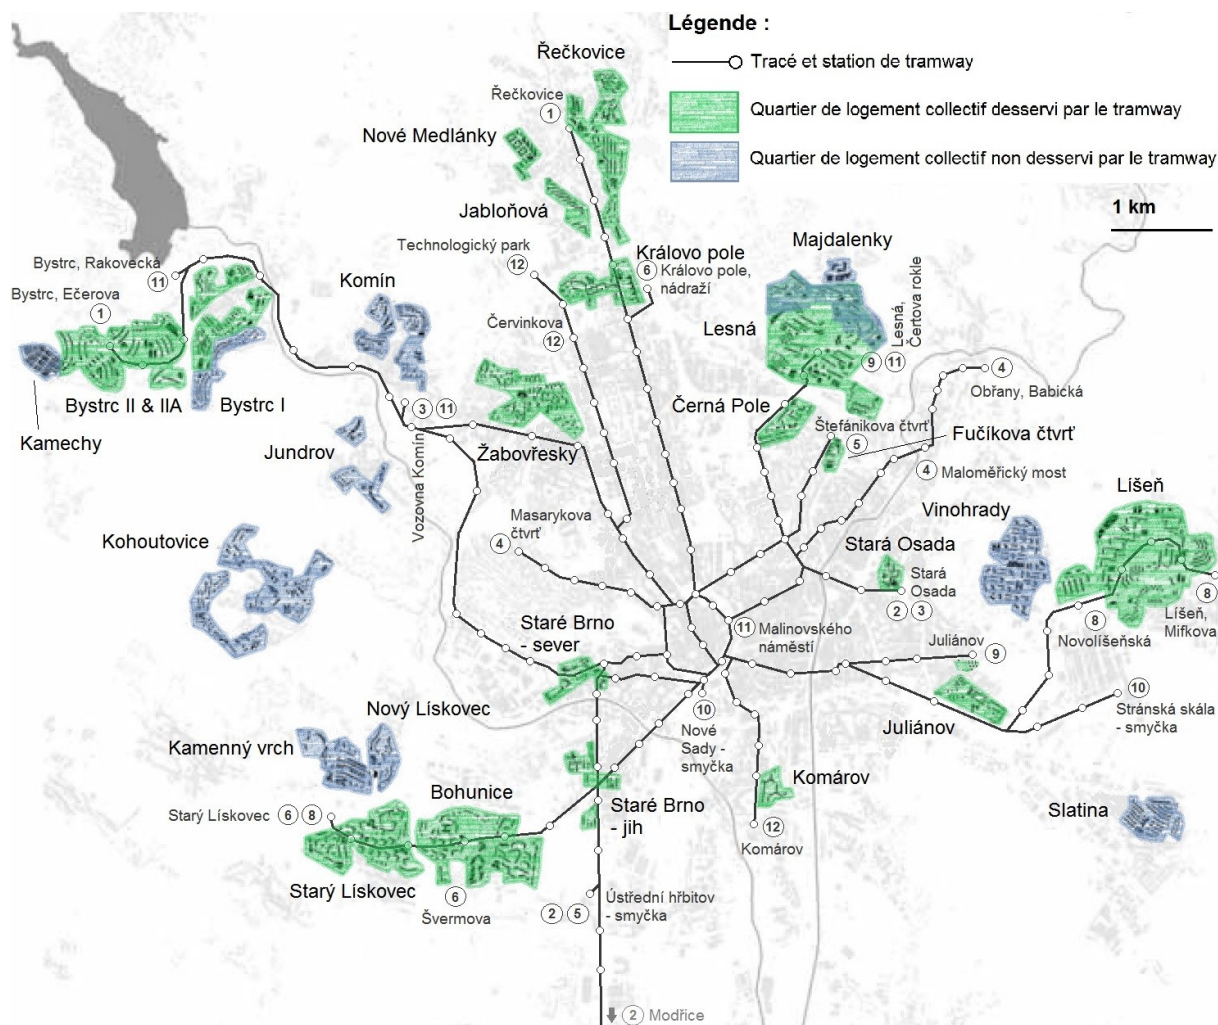 Légende :
Tracé et station de tramway
Quartier de logement collectif desservi par le tramway
Quartier de logement collectif non desservi par le tramway
1 km
Řečkovice
Řečkovice
1
Nové Medlánky
Jabloňová
Technologický park
12
Královo pole
6
Královo pole,
nádraží
Majdalenky
Bystrc, Rakovecká
11
Bystrc, Ečerova
1
Komín
Červinkova
12
Lesná
Lesná,
Čertova rokle
9 11
4
Obřany, Babická
Bystrc II & IIA
Bystrc I
Kamechy
3 11
Vozovna Komín
Černá Pole
Štefánikova čtvrť
5
Fučíkova čtvrť
Jundrov
Žabovřesky
4
Maloměřický most
Líšeň
Vinohrady
Masarykova
čtvrť
4
Kohoutovice
Stará Osada
Stará
Osada
2 3
8
Líšeň,
Mifkova
8
Novolíšeňská
Staré Brno
- sever
11
Malinovského
náměstí
Juliánov
9
10
Stránská skála
- smyčka
Juliánov
10
Nové
Sady -
smyčka
Nový Lískovec
Kamenný vrch
Komárov
Bohunice
Starý Lískovec
6 8
Staré Brno
- jih
12
Komárov
Slatina
Starý Lískovec
6
Švermova
2 5
Ústřední hřbitov
- smyčka
2
Modřice